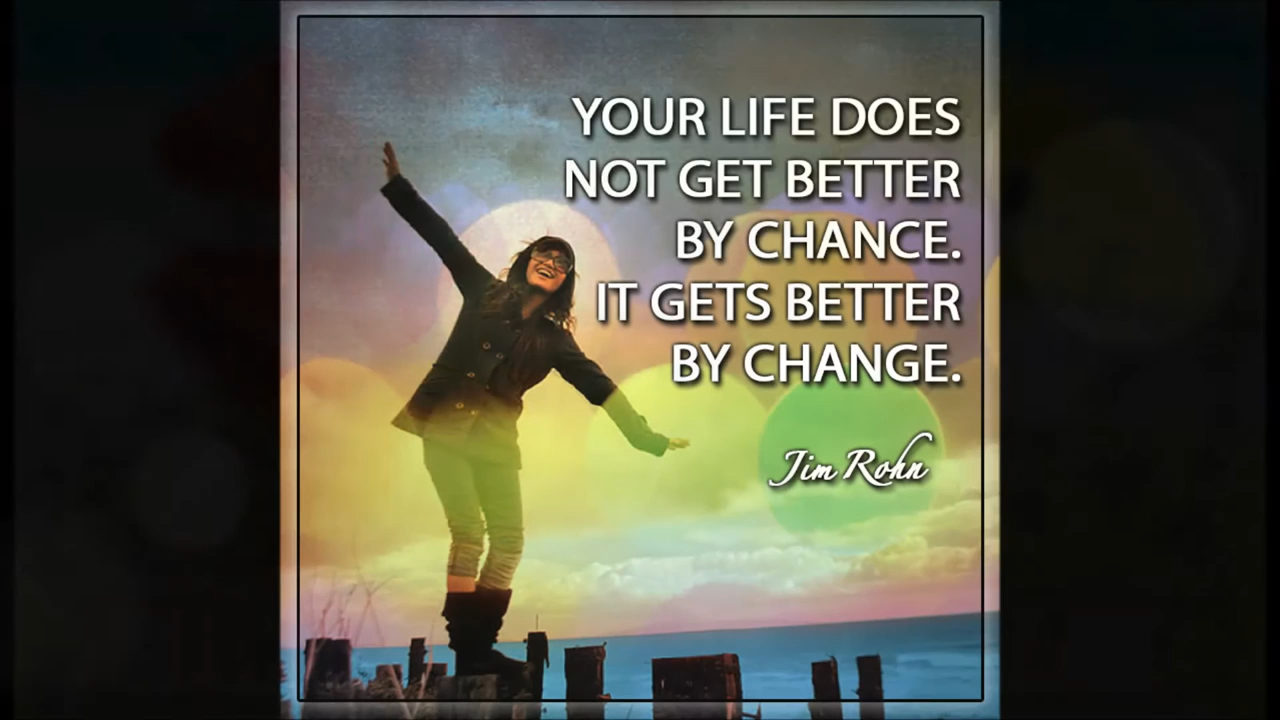 YOUR LIFE DOES
NOT GET BETTER
BY CHANCE.
IT GETS BETTER
BY CHANGE.
Jim Rohn